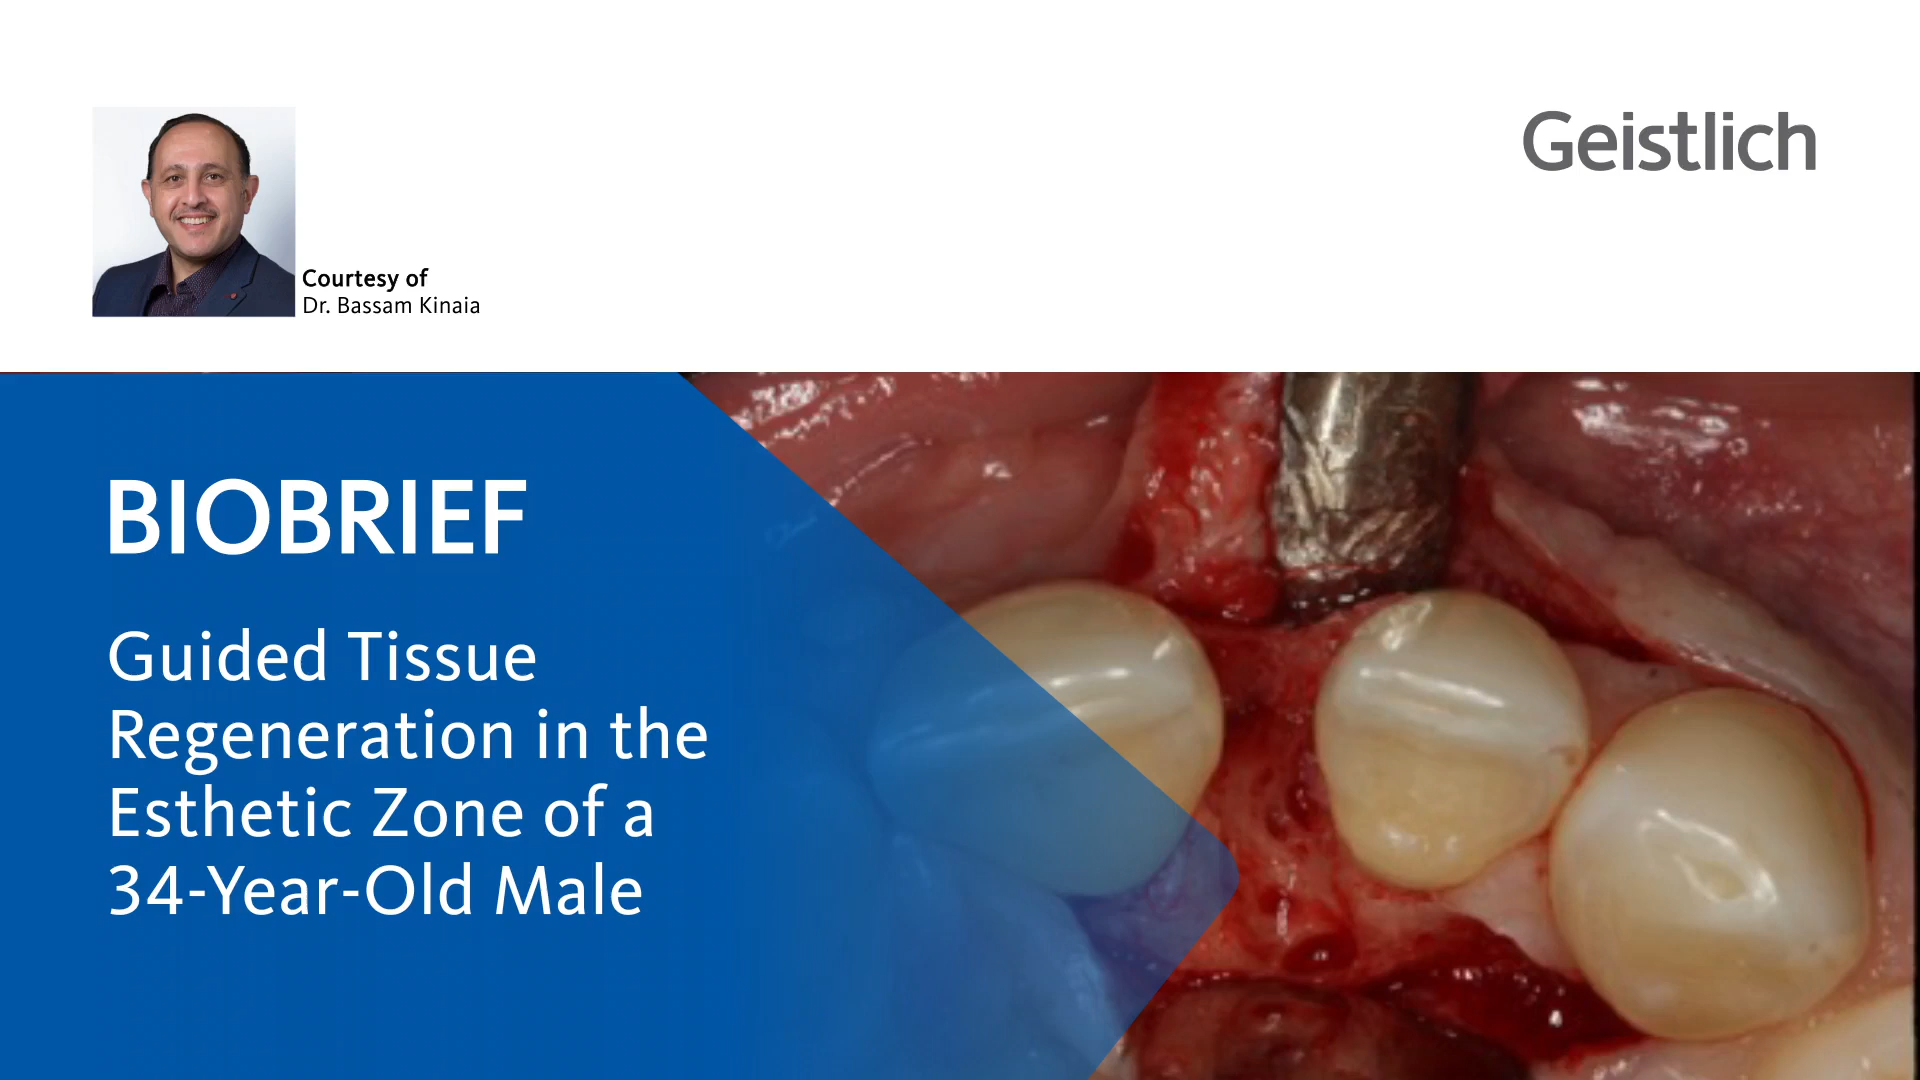 Geistlich
Courtesy of
Dr. Bassam Kinaia
BIOBRIEF
Guided Tissue
Regeneration in the
Esthetic Zone of a
34-Year-Old Male